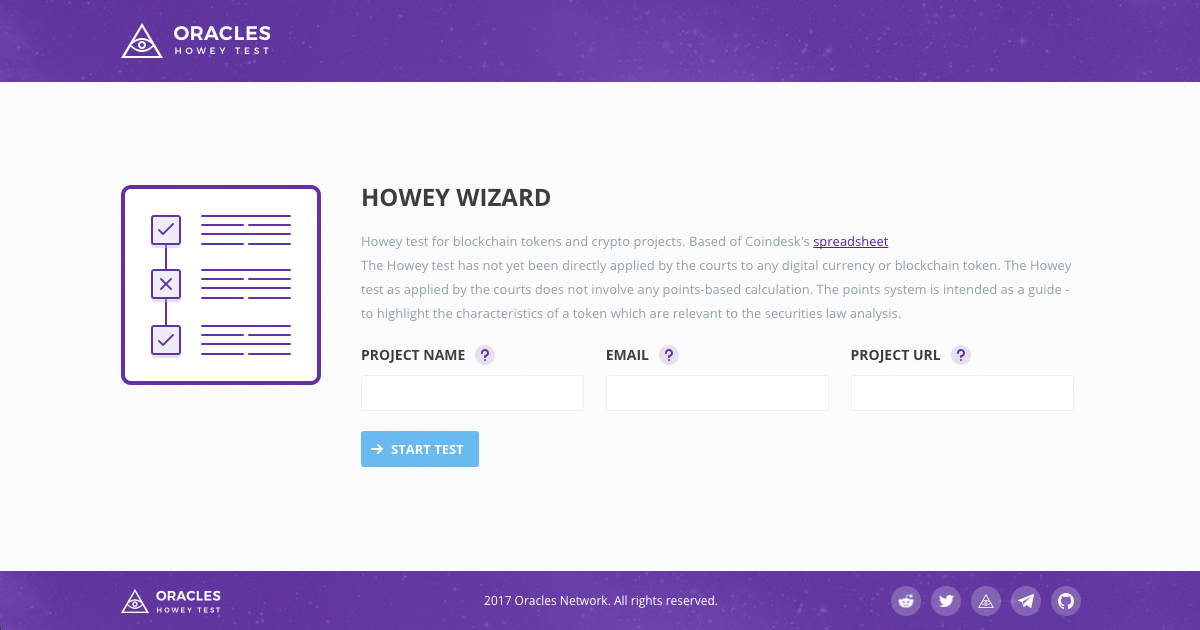 ORACLES
HOWEY TEST
HOWEY WIZARD
Howey test for blockchain tokens and crypto projects. Based of Coindesk's spreadsheet
The Howey test has not yet been directly applied by the courts to any digital currency or blockchain token. The Howey
test as applied by the courts does not involve any points-based calculation. The points system is intended as a guide -
to highlight the characteristics of a token which are relevant to the securities law analysis.
PROJECT NAME ? EMAIL ? PROJECT URL ?
START TEST
ORACLES
HOWEY TEST
2017 Oracles Network. All rights reserved.